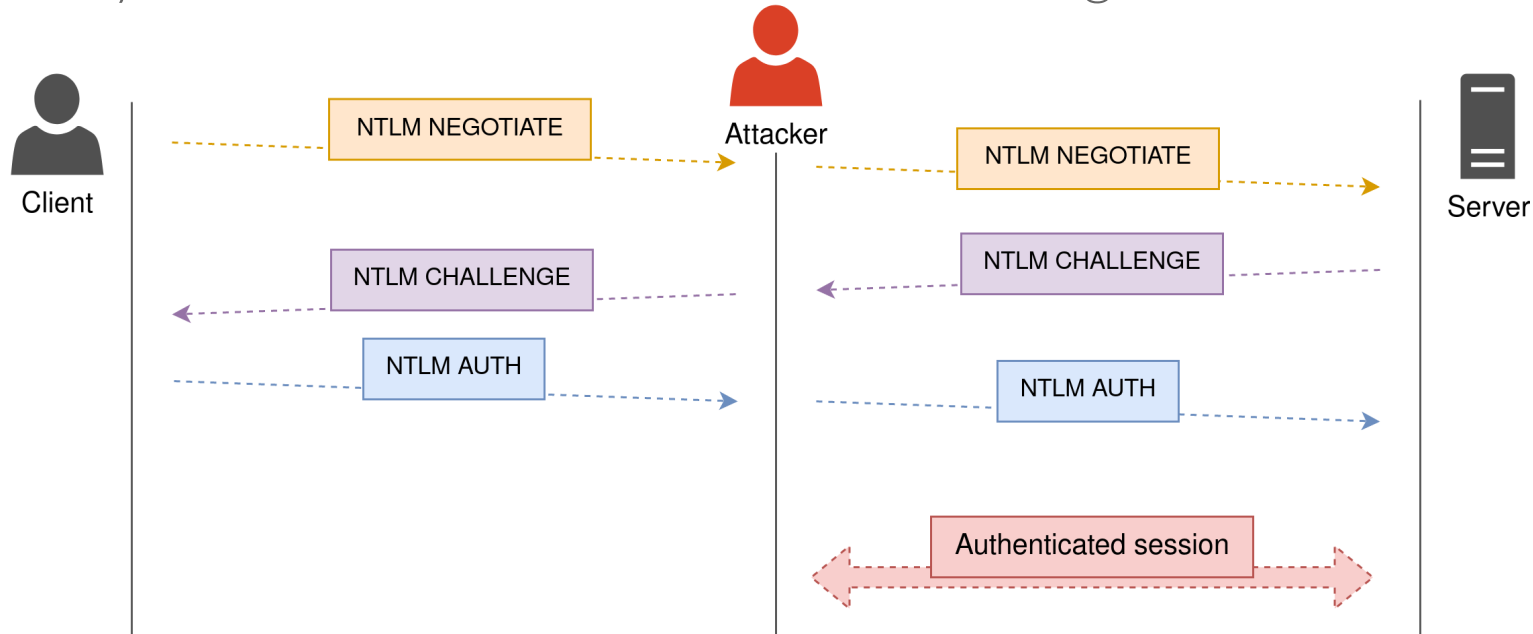 Attacker
Client
Server
NTLM NEGOTIATE
NTLM NEGOTIATE
NTLM CHALLENGE
NTLM CHALLENGE
NTLM AUTH
NTLM AUTH
Authenticated session